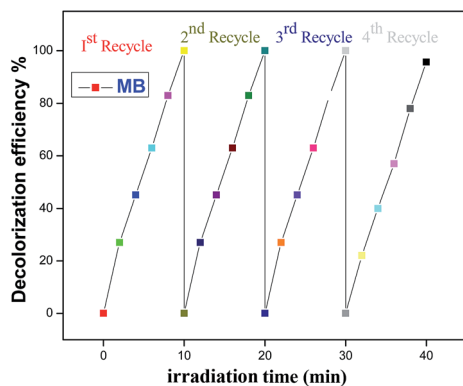 1st Recycle
2nd Recycle
3rd Recycle
4th Recycle
MB
Decolorization efficiency %
100
80
60
40
20
0
0
10
20
30
40
irradiation time (min)